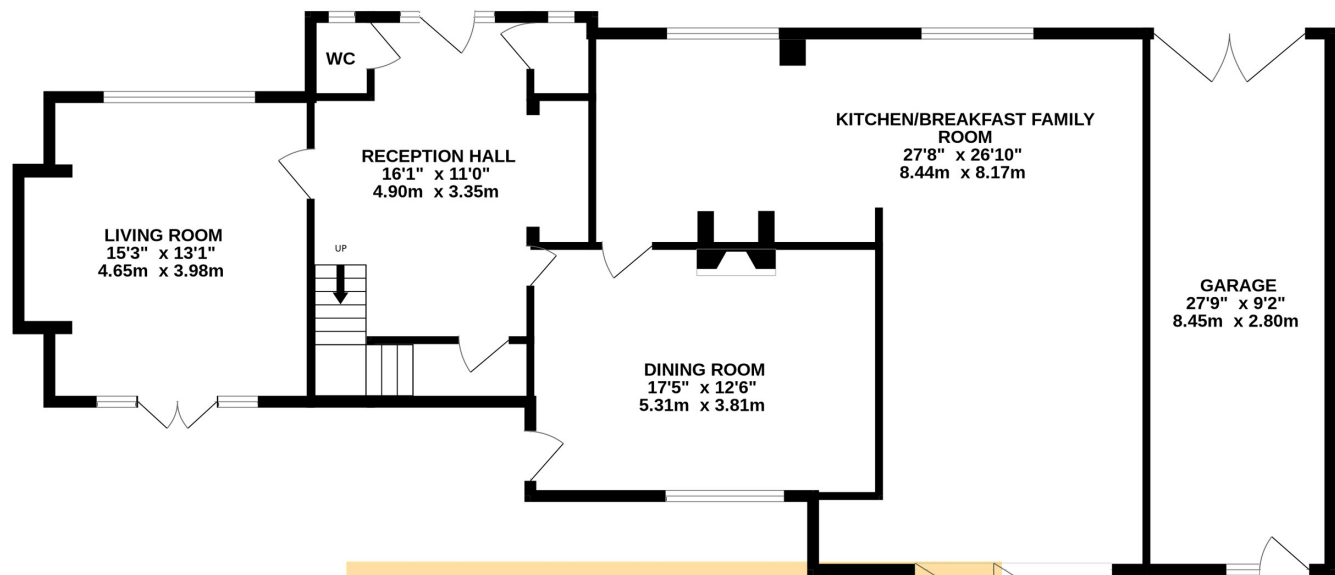 WC
RECEPTION HALL
16'1" x 11'0"
4.90m x 3.35m
KITCHEN/BREAKFAST FAMILY
ROOM
27'8" x 26'10"
8.44m x 8.17m
LIVING ROOM
15'3" x 13'1"
4.65m x 3.98m
UP
GARAGE
27'9" x 9'2"
8.45m x 2.80m
DINING ROOM
17'5" x 12'6"
5.31m x 3.81m